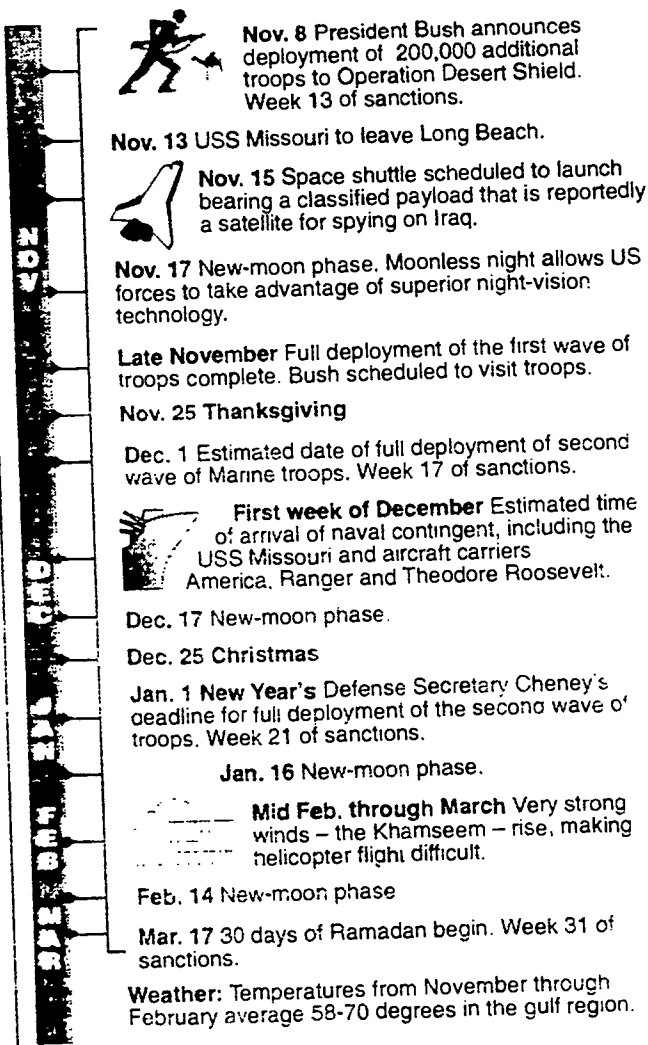 Nov. 8 President Bush announces
deployment of 200,000 additional
troops to Operation Desert Shield.
Week 13 of sanctions.
Nov. 13 USS Missouri to leave Long Beach.
Nov. 15 Space shuttle scheduled to launch
bearing a classified payload that is reportedly
a satellite for spying on Iraq.
NOV
Nov. 17 New-moon phase. Moonless night allows US
forces to take advantage of superior night-vision
technology.
Late November Full deployment of the first wave of
troops complete. Bush scheduled to visit troops.
Nov. 25 Thanksgiving
Dec. 1 Estimated date of full deployment of second
wave of Marine troops. Week 17 of sanctions.
First week of December Estimated time
of arrival of naval contingent, including the
USS Missouri and aircraft carriers
America, Ranger and Theodore Roosevelt.
DEC
Dec. 17 New-moon phase.
Dec. 25 Christmas
Jan. 1 New Year's Defense Secretary Cheney's
deadline for full deployment of the second wave of
troops. Week 21 of sanctions.
JAN
Jan. 16 New-moon phase.
Mid Feb. through March Very strong
winds – the Khamseem – rise, making
helicopter flight difficult.
FEB
Feb. 14 New-moon phase
MAR
Mar. 17 30 days of Ramadan begin. Week 31 of
sanctions.
Weather: Temperatures from November through
February average 58-70 degrees in the gulf region.